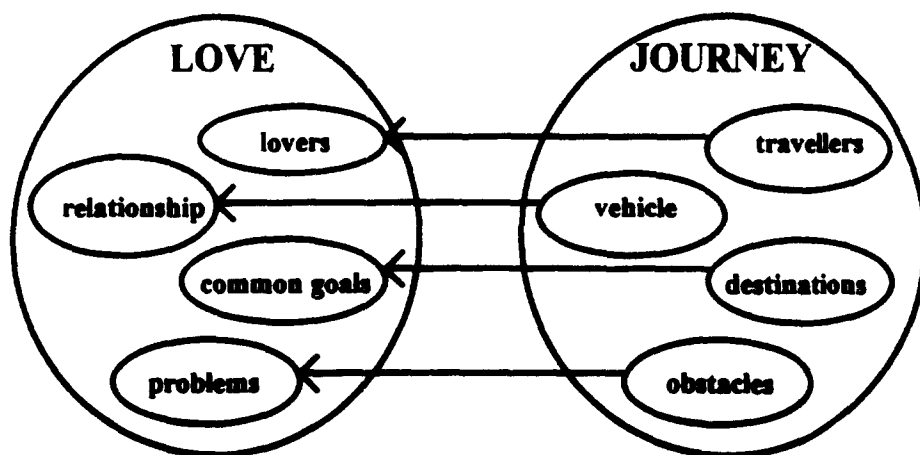 LOVE JOURNEY
lovers travellers
relationship vehicle
common goals destinations
problems obstacles